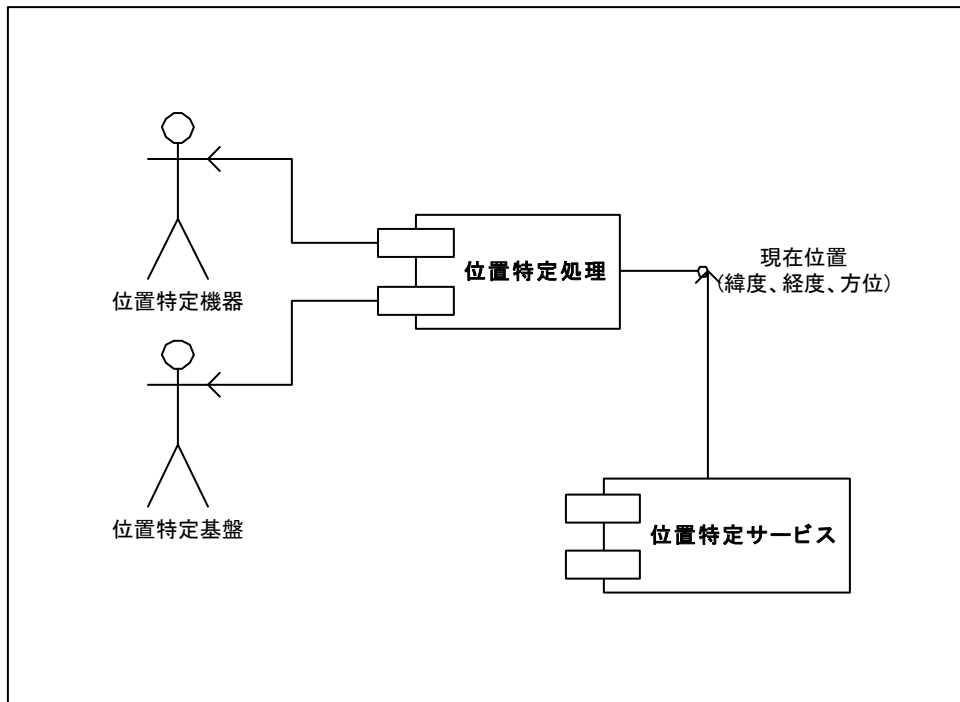 位置特定機器
位置特定処理
現在位置
(緯度、経度、方位)
位置特定基盤
位置特定サービス